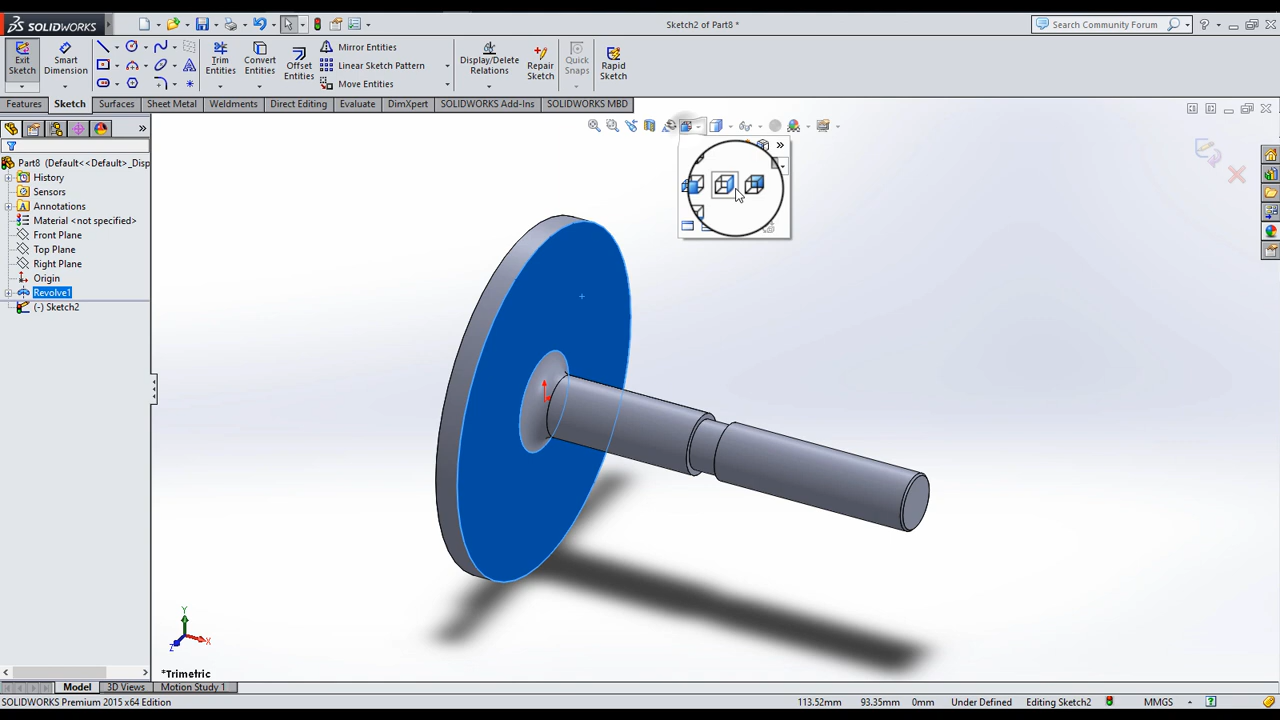 SOLIDWORKS
Sketch2 of Part8 *
Search Community Forum
Exit Sketch
Smart Dimension
Trim Entities
Convert Entities
Offset Entities
Mirror Entities
Linear Sketch Pattern
Move Entities
Display/Delete Relations
Repair Sketch
Quick Snaps
Rapid Sketch
Features Sketch Surfaces Sheet Metal Weldments Direct Editing Evaluate DimXpert SOLIDWORKS Add-Ins SOLIDWORKS MBD
Part8 (Default<<Default>_Disp
History
Sensors
Annotations
Material <not specified>
Front Plane
Top Plane
Right Plane
Origin
Revolve1
(-) Sketch2
Y
X
Z
*Trimetric
Model 3D Views Motion Study 1
SOLIDWORKS Premium 2015 x64 Edition 113.52mm 93.35mm 0mm Under Defined Editing Sketch2 MMGS